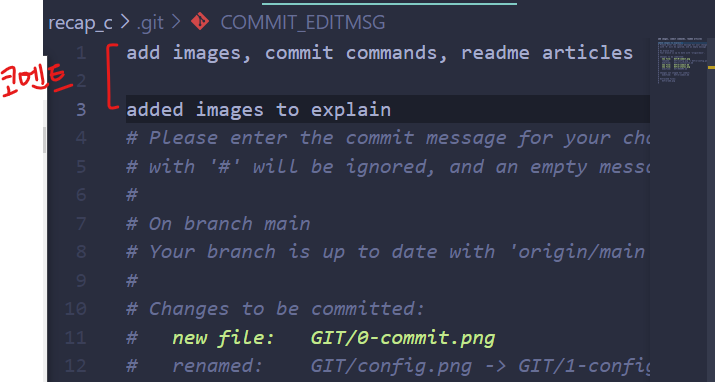 recap_c > .git > COMMIT_EDITMSG
1 add images, commit commands, readme articles
코멘트
2
3 added images to explain
4 # Please enter the commit message for your cha
5 # with '#' will be ignored, and an empty messa
6 #
7 # On branch main
8 # Your branch is up to date with 'origin/main
9 #
10 # Changes to be committed:
11 # new file: GIT/0-commit.png
12 # renamed: GIT/config.png -> GIT/1-config